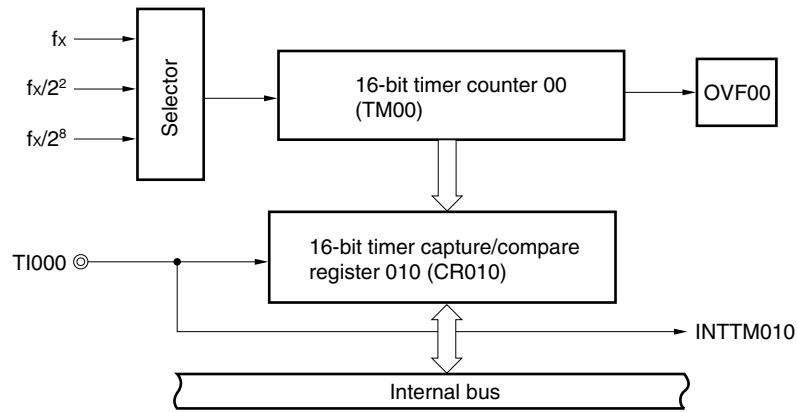 fx
fx/2²
fx/2⁸
Selector
16-bit timer counter 00
(TM00)
OVF00
TI000
16-bit timer capture/compare
register 010 (CR010)
INTTM010
Internal bus